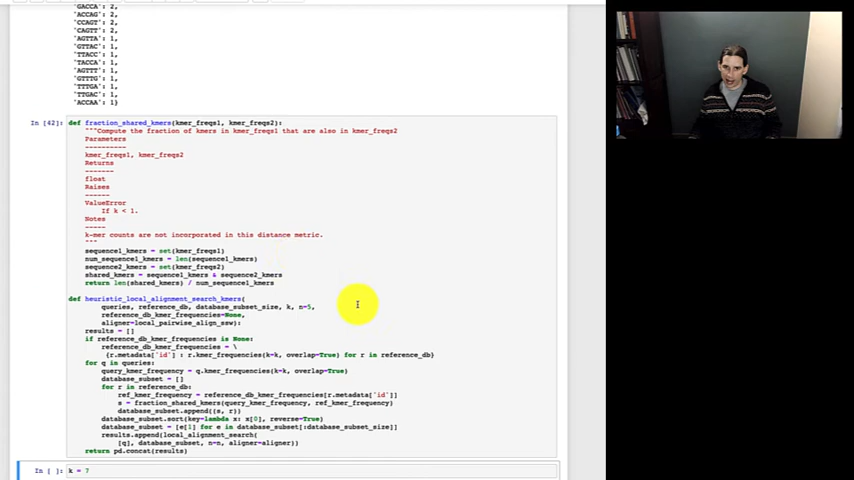 'GACCA': 2,
'ACCAG': 2,
'CCAGT': 2,
'CAGTT': 2,
'AGTTA': 1,
'GTTAC': 1,
'TTACC': 1,
'TACCA': 1,
'AGTTT': 1,
'GTTTG': 1,
'TTTGA': 1,
'TTGAC': 1,
'ACCAA': 1}
In [42]: def fraction_shared_kmers(kmer_freqs1, kmer_freqs2):
"""Compute the fraction of kmers in kmer_freqs1 that are also in kmer_freqs2
Parameters
----------
kmer_freqs1, kmer_freqs2
Returns
-------
float
Raises
------
ValueError
If k < 1.
Notes
-----
k-mer counts are not incorporated in this distance metric.
"""
sequence1_kmers = set(kmer_freqs1)
num_sequence1_kmers = len(sequence1_kmers)
sequence2_kmers = set(kmer_freqs2)
shared_kmers = sequence1_kmers & sequence2_kmers
return len(shared_kmers) / num_sequence1_kmers
def heuristic_local_alignment_search_kmers(
queries, reference_db, database_subset_size, k, n=5,
reference_db_kmer_frequencies=None,
aligner=local_pairwise_align_ssw):
results = []
if reference_db_kmer_frequencies is None:
reference_db_kmer_frequencies = \
{r.metadata['id'] : r.kmer_frequencies(k=k, overlap=True) for r in reference_db}
for q in queries:
query_kmer_frequency = q.kmer_frequencies(k=k, overlap=True)
database_subset = []
for r in reference_db:
ref_kmer_frequency = reference_db_kmer_frequencies[r.metadata['id']]
s = fraction_shared_kmers(query_kmer_frequency, ref_kmer_frequency)
database_subset.append((s, r))
database_subset.sort(key=lambda x: x[0], reverse=True)
database_subset = [e[1] for e in database_subset[:database_subset_size]]
results.append(local_alignment_search(
[q], database_subset, n=n, aligner=aligner))
return pd.concat(results)
In [ ]: k = 7